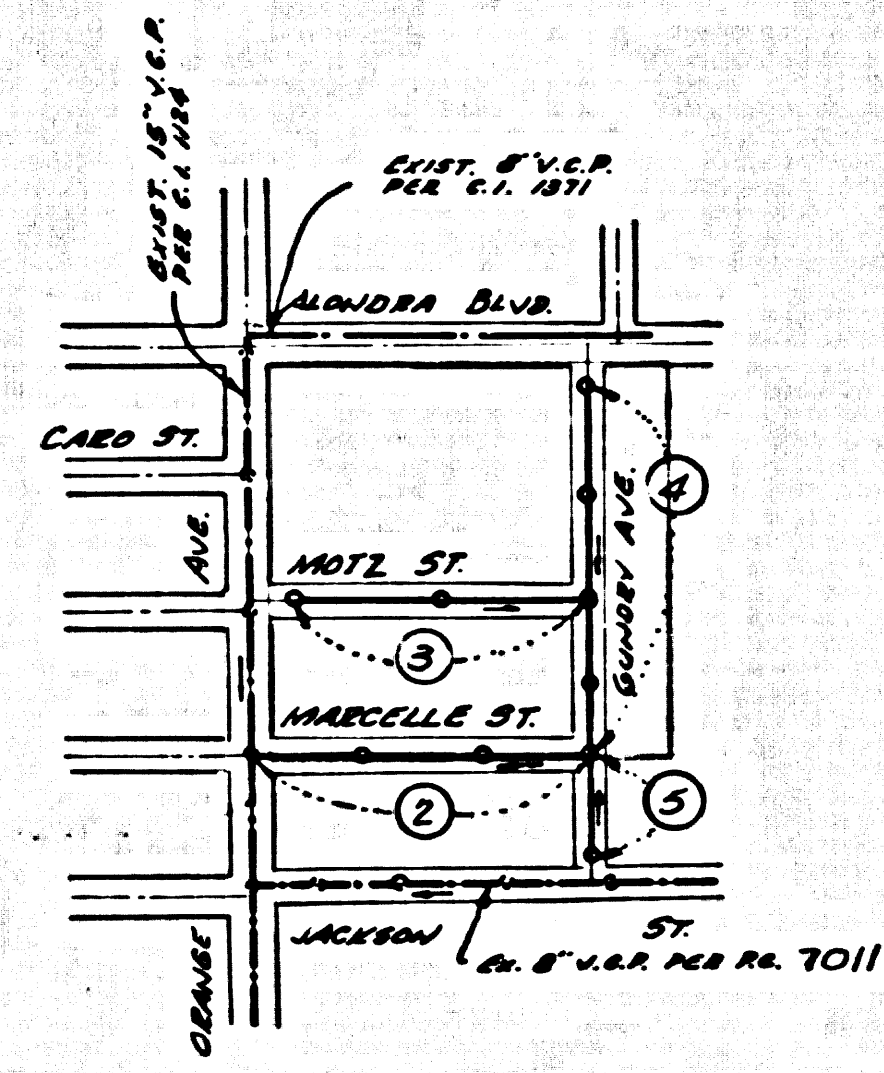 EXIST. 15" V.C.P.
PER C.I. 1124
EXIST. 8" V.C.P.
PER C.I. 1371
ALONDRA BLVD.
CARO ST.
AVE.
MOTZ ST.
GUNDRY AVE.
4
3
MARCELLE ST.
2
5
ORANGE
JACKSON ST.
EX. 8" V.C.P. PER P.C. 7011